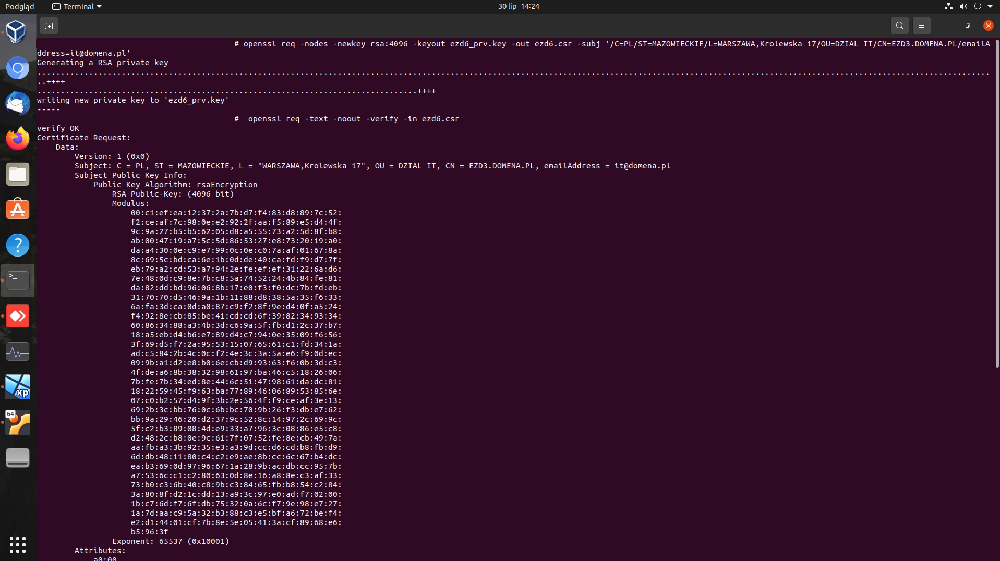 Podgląd
Terminal
30 lip 14:24
# openssl req -nodes -newkey rsa:4096 -keyout ezd6_prv.key -out ezd6.csr -subj '/C=PL/ST=MAZOWIECKIE/L=WARSZAWA,Krolewska 17/OU=DZIAL IT/CN=EZD3.DOMENA.PL/emailA
ddress=it@domena.pl'
Generating a RSA private key
...........................................................................................................................................................................................................
..++++
.................................................................................++++
writing new private key to 'ezd6_prv.key'
-----
#  openssl req -text -noout -verify -in ezd6.csr
verify OK
Certificate Request:
    Data:
        Version: 1 (0x0)
        Subject: C = PL, ST = MAZOWIECKIE, L = "WARSZAWA,Krolewska 17", OU = DZIAL IT, CN = EZD3.DOMENA.PL, emailAddress = it@domena.pl
        Subject Public Key Info:
            Public Key Algorithm: rsaEncryption
                RSA Public-Key: (4096 bit)
                Modulus:
                    00:c1:ef:ea:12:37:2a:7b:d7:f4:83:d8:89:7c:52:
                    f2:ce:af:7c:98:0e:e2:92:2f:aa:f5:89:e5:d4:4f:
                    9c:9a:27:b5:b5:62:05:d8:a5:55:73:a2:5d:8f:b8:
                    ab:00:47:19:a7:5c:5d:86:53:27:e8:73:20:19:a0:
                    da:a4:30:0e:c9:e7:99:0c:0e:c0:7a:af:01:67:8a:
                    8c:69:5c:bd:ca:6e:1b:0d:de:40:ca:fd:f9:d7:7f:
                    eb:79:a2:cd:53:a7:94:2e:fe:ef:ef:31:22:6a:d6:
                    7e:48:0d:c9:8e:7b:c8:5a:74:52:24:4b:84:fe:81:
                    da:82:dd:bd:96:06:8b:17:e0:f3:f0:dc:7b:fd:eb:
                    31:70:70:d5:46:9a:1b:11:88:d8:38:5a:35:f6:33:
                    6a:fa:3d:ca:0d:a0:87:c9:f2:8f:9e:d4:0f:a5:24:
                    f4:92:8e:cb:85:be:41:cd:cd:6f:39:82:34:93:34:
                    60:86:34:88:a3:4b:3d:c6:9a:5f:fb:d1:2c:37:b7:
                    18:a5:eb:d4:b6:e7:89:d4:c7:94:0e:35:09:f6:56:
                    3f:69:d5:f7:2a:95:53:15:07:65:61:c1:fd:34:1a:
                    ad:c5:84:2b:4c:0c:f2:4e:3c:3a:5a:e6:f9:0d:ec:
                    09:9b:a1:d2:e8:b0:6e:cb:d9:93:63:f6:0b:3d:c3:
                    4f:de:a6:8b:38:32:98:61:97:ba:46:c5:18:26:06:
                    7b:fe:7b:34:ed:8e:44:6c:51:47:98:61:da:dc:81:
                    18:22:59:45:f9:63:ba:77:89:46:06:89:53:85:6e:
                    07:c0:b2:57:d4:9f:3b:2e:56:4f:f9:ce:af:3e:13:
                    69:2b:3c:bb:76:0c:6b:bc:70:9b:26:f3:db:e7:62:
                    bb:9a:29:46:20:d2:37:9c:52:8c:14:97:2c:69:9c:
                    5f:c2:b3:89:08:4d:e9:33:a7:96:3c:08:86:e5:c8:
                    d2:48:2c:b8:0e:9c:61:7f:07:52:fe:8e:cb:49:7a:
                    aa:fb:a3:3b:92:35:e3:a3:9d:cc:d6:cd:b8:fb:d9:
                    6d:db:48:11:80:c4:c2:e9:ae:8b:cc:6c:67:b4:dc:
                    ea:b3:69:0d:97:96:67:1a:28:9b:ac:db:cc:95:7b:
                    a7:53:6c:c1:c2:80:63:0d:8e:16:a8:8e:c3:af:33:
                    73:b0:c3:6b:40:c8:9b:c3:84:65:fb:b8:54:c2:84:
                    3a:80:8f:d2:1c:dd:13:a9:3c:97:e0:ad:f7:02:00:
                    1b:c7:6d:f7:6f:db:75:32:0a:6c:f7:9e:98:e7:27:
                    1a:7d:aa:c9:5a:32:b3:88:c3:e5:bf:a6:72:be:f4:
                    e2:d1:44:01:cf:7b:8e:5e:05:41:3a:cf:89:68:e6:
                    b5:96:3f
                Exponent: 65537 (0x10001)
        Attributes:
            a0:00
xp
64